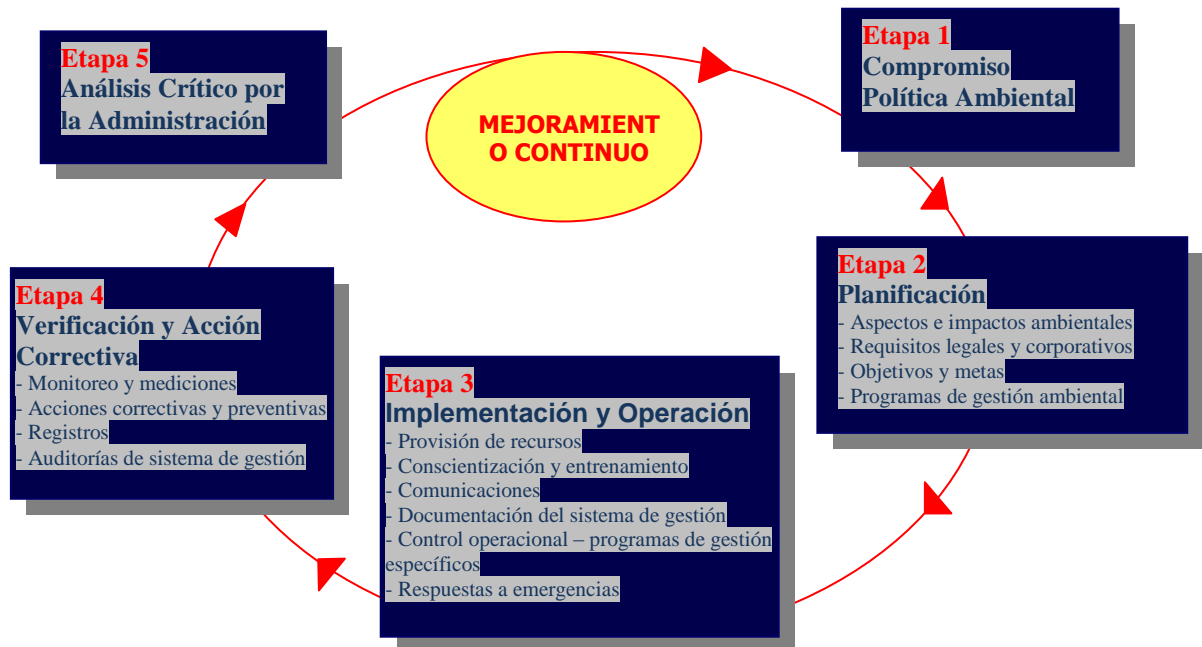 Etapa 5
Análisis Crítico por
la Administración
MEJORAMIENT
O CONTINUO
Etapa 1
Compromiso
Política Ambiental
Etapa 2
Planificación
- Aspectos e impactos ambientales
- Requisitos legales y corporativos
- Objetivos y metas
- Programas de gestión ambiental
Etapa 3
Implementación y Operación
- Provisión de recursos
- Conscientización y entrenamiento
- Comunicaciones
- Documentación del sistema de gestión
- Control operacional – programas de gestión
específicos
- Respuestas a emergencias
Etapa 4
Verificación y Acción
Correctiva
- Monitoreo y mediciones
- Acciones correctivas y preventivas
- Registros
- Auditorías de sistema de gestión